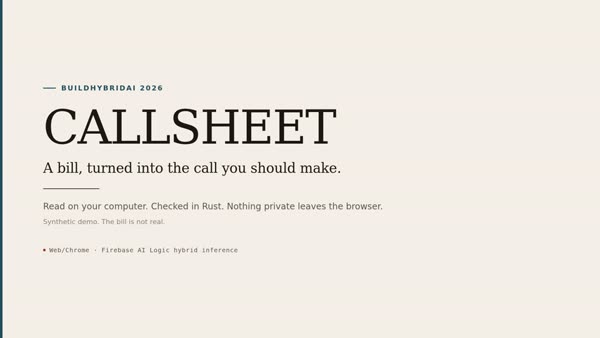 BUILDHYBRIDAI 2026
CALLSHEET
A bill, turned into the call you should make.
Read on your computer. Checked in Rust. Nothing private leaves the browser.
Synthetic demo. The bill is not real.
Web/Chrome · Firebase AI Logic hybrid inference